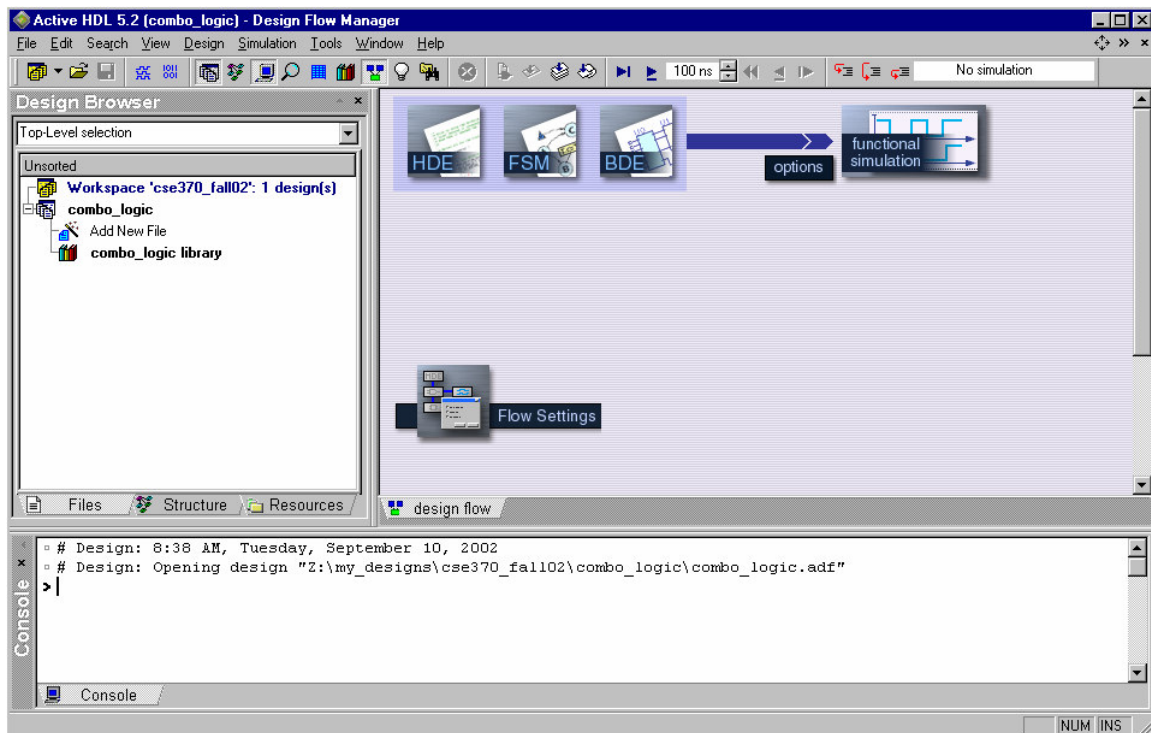 Active HDL 5.2 (combo_logic) - Design Flow Manager
File Edit Search View Design Simulation Tools Window Help
100 ns No simulation
Design Browser
Top-Level selection
Unsorted
Workspace 'cse370_fall02': 1 design(s)
combo_logic
Add New File
combo_logic library
Files Structure Resources
HDE FSM BDE
options
functional
simulation
Flow Settings
design flow
# Design: 8:38 AM, Tuesday, September 10, 2002
# Design: Opening design "Z:\my_designs\cse370_fall02\combo_logic\combo_logic.adf"
>
Console
Console
NUM INS